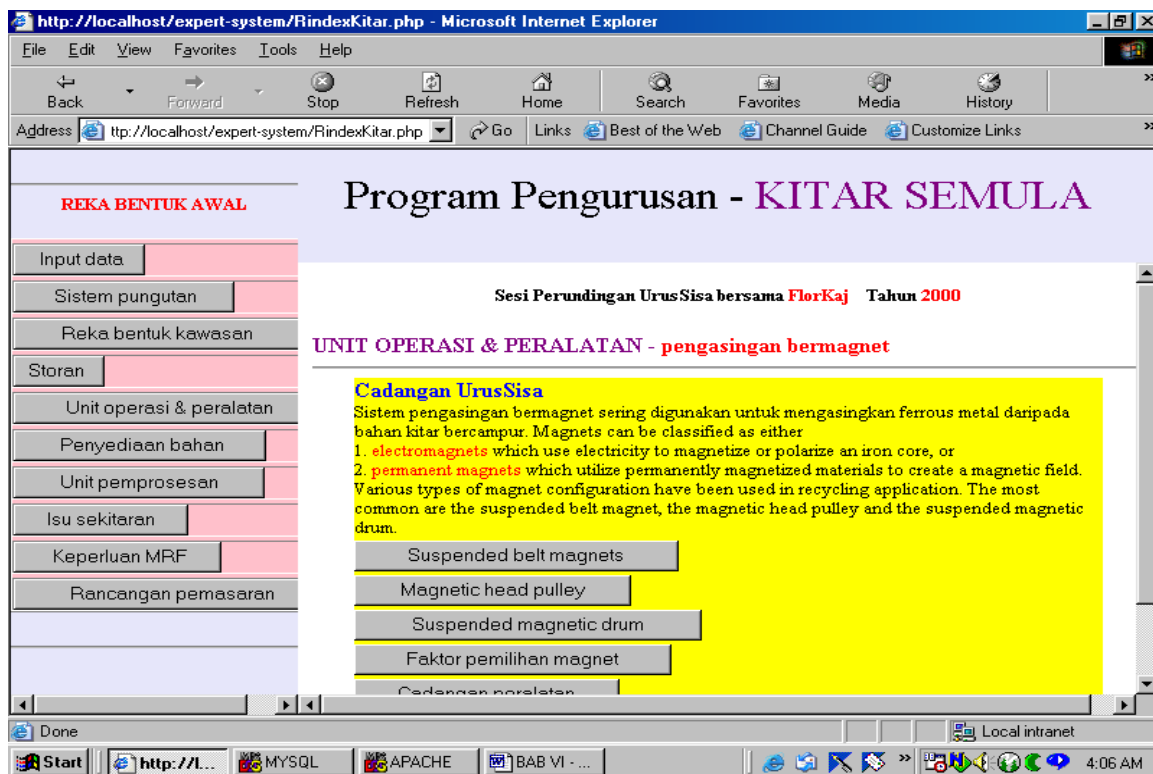 http://localhost/expert-system/RindexKitar.php - Microsoft Internet Explorer
File Edit View Favorites Tools Help
Back Forward Stop Refresh Home Search Favorites Media History
Address ttp://localhost/expert-system/RindexKitar.php Go Links Best of the Web Channel Guide Customize Links
REKA BENTUK AWAL
Input data
Sistem pungutan
Reka bentuk kawasan
Storan
Unit operasi & peralatan
Penyediaan bahan
Unit pemprosesan
Isu sekitaran
Keperluan MRF
Rancangan pemasaran
Program Pengurusan - KITAR SEMULA
Sesi Perundingan UrusSisa bersama FlorKaj Tahun 2000
UNIT OPERASI & PERALATAN - pengasingan bermagnet
Cadangan UrusSisa
Sistem pengasingan bermagnet sering digunakan untuk mengasingkan ferrous metal daripada
bahan kitar bercampur. Magnets can be classified as either
1. electromagnets which use electricity to magnetize or polarize an iron core, or
2. permanent magnets which utilize permanently magnetized materials to create a magnetic field.
Various types of magnet configuration have been used in recycling application. The most
common are the suspended belt magnet, the magnetic head pulley and the suspended magnetic
drum.
Suspended belt magnets
Magnetic head pulley
Suspended magnetic drum
Faktor pemilihan magnet
Cadangan peralatan
Done
Local intranet
Start http://l... MYSQL APACHE BAB VI - ... 4:06 AM